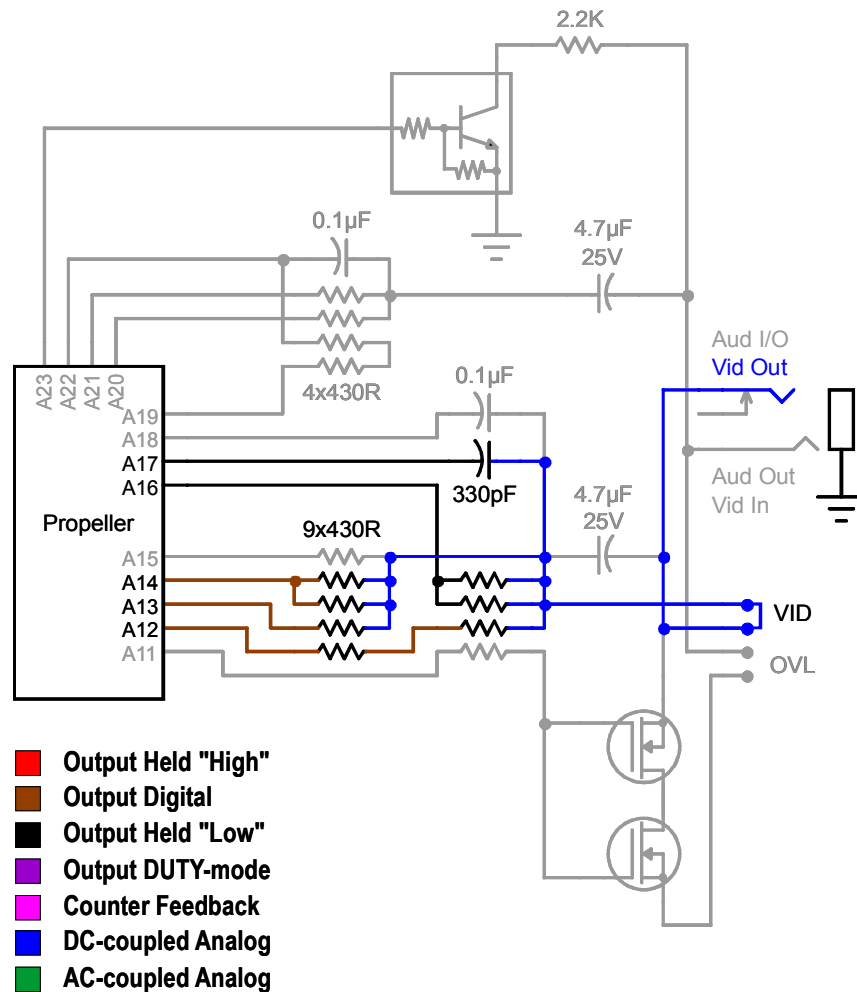 2.2K
0.1µF
4.7µF
25V
A23
A22
A21
A20
4x430R
Aud I/O
Vid Out
0.1µF
A19
A18
A17
A16
330pF
4.7µF
25V
Aud Out
Vid In
Propeller
9x430R
A15
A14
A13
A12
A11
VID
OVL
Output Held "High"
Output Digital
Output Held "Low"
Output DUTY-mode
Counter Feedback
DC-coupled Analog
AC-coupled Analog